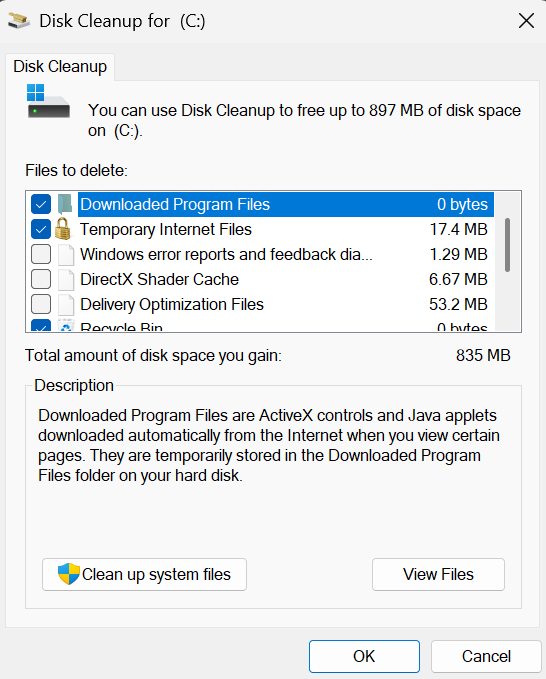 Disk Cleanup for (C:)
Disk Cleanup
You can use Disk Cleanup to free up to 897 MB of disk space
on (C:).
Files to delete:
Downloaded Program Files 0 bytes
Temporary Internet Files 17.4 MB
Windows error reports and feedback dia... 1.29 MB
DirectX Shader Cache 6.67 MB
Delivery Optimization Files 53.2 MB
Recycle Bin 0 bytes
Total amount of disk space you gain: 835 MB
Description
Downloaded Program Files are ActiveX controls and Java applets
downloaded automatically from the Internet when you view certain
pages. They are temporarily stored in the Downloaded Program
Files folder on your hard disk.
Clean up system files View Files
OK Cancel